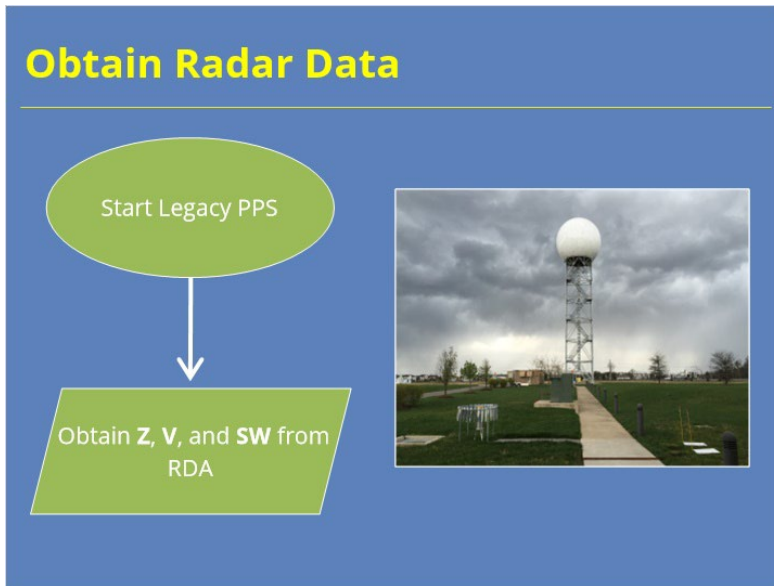 Obtain Radar Data
Start Legacy PPS
Obtain Z, V, and SW from
RDA